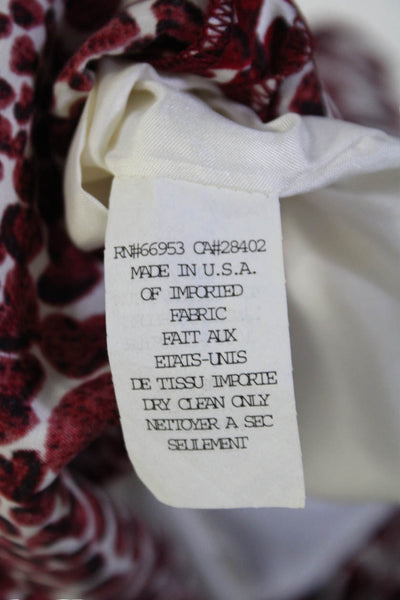 RN#66953 CA#28402
MADE IN U.S.A.
OF IMPORTED
FABRIC
FAIT AUX
ETATS-UNIS
DE TISSU IMPORTE
DRY CLEAN ONLY
NETTOYER A SEC
SEULEMENT